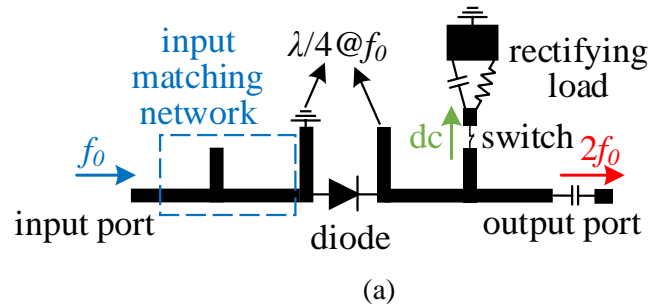 input
matching
network
λ/4@f0
rectifying
load
dc
switch
f0
2f0
input port
diode
output port
(a)